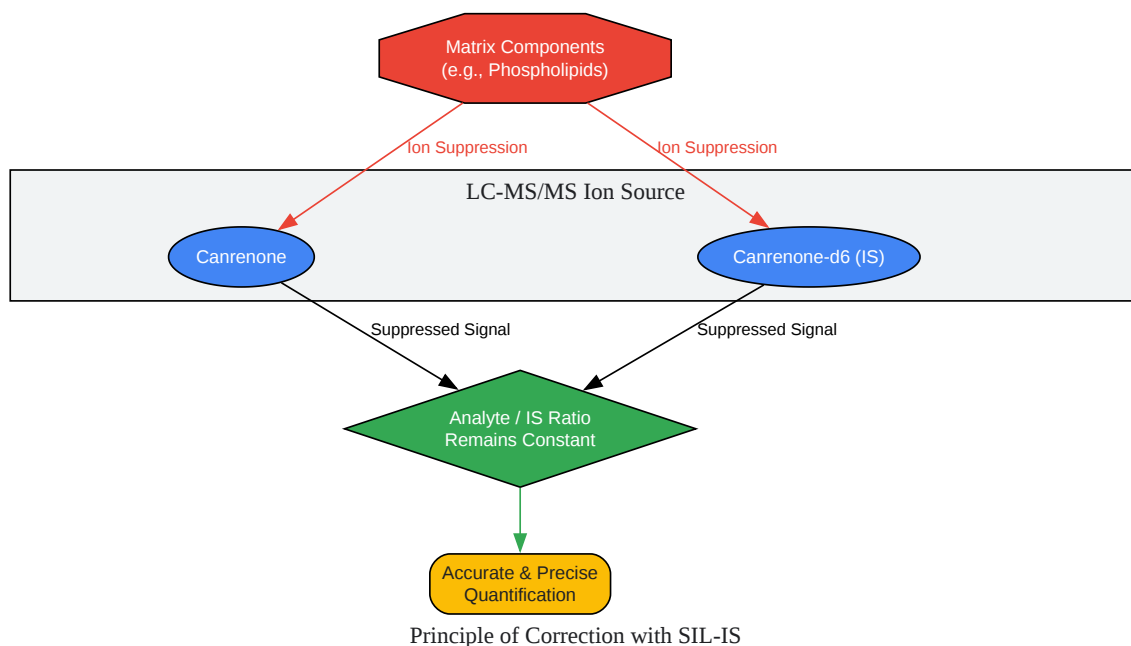 Matrix Components
(e.g., Phospholipids)
Ion Suppression
Ion Suppression
LC-MS/MS Ion Source
Canrenone
Canrenone-d6 (IS)
Suppressed Signal
Suppressed Signal
Analyte / IS Ratio
Remains Constant
Accurate & Precise
Quantification
Principle of Correction with SIL-IS